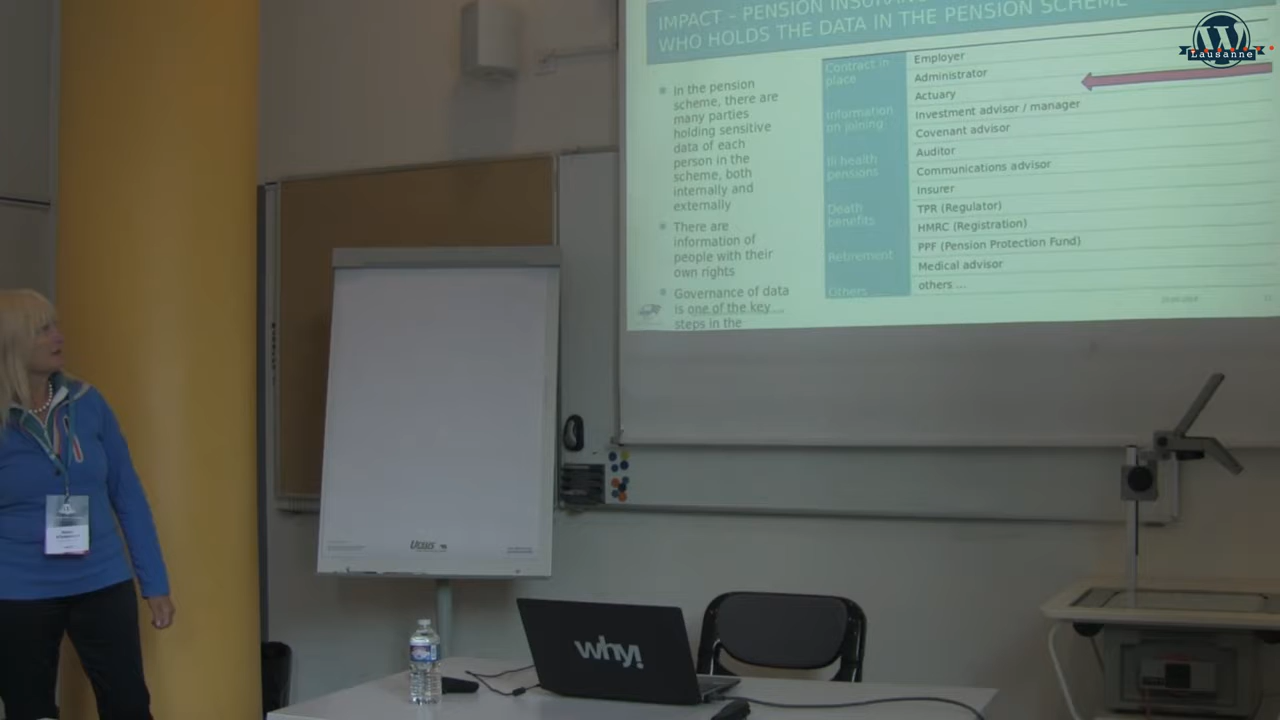 IMPACT – PENSION
WHO HOLDS THE DATA IN THE PENSION SCHEME
In the pension
scheme, there are
many parties
holding sensitive
data of each
person in the
scheme, both
internally and
externally
There are
information of
people with their
own rights
Governance of data
is one of the key
steps in the
Contract in
place
Information
on joining
Ill health
pensions
Death
benefits
Retirement
Others
Employer
Administrator
Actuary
Investment advisor / manager
Covenant advisor
Auditor
Communications advisor
Insurer
TPR (Regulator)
HMRC (Registration)
PPF (Pension Protection Fund)
Medical advisor
others ...
W
Lausanne
why!